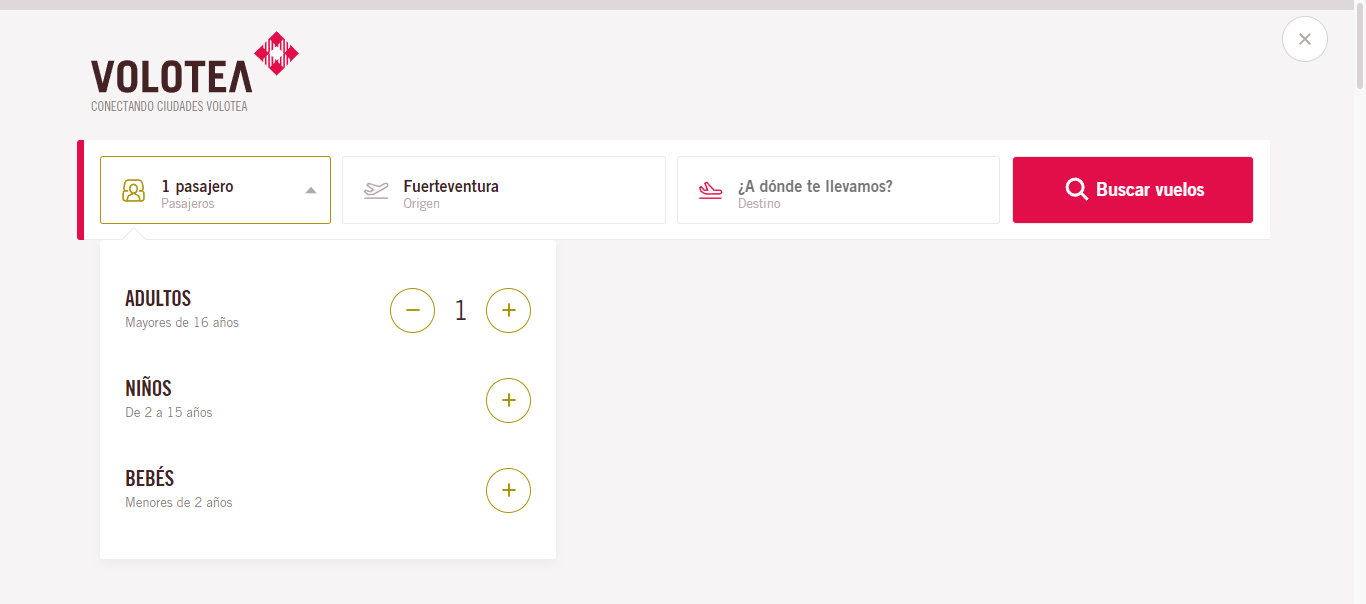 VOLOTEA
CONECTANDO CIUDADES VOLOTEA
1 pasajero
Pasajeros
Fuerteventura
Origen
¿A dónde te llevamos?
Destino
Buscar vuelos
ADULTOS
Mayores de 16 años
1
NIÑOS
De 2 a 15 años
BEBÉS
Menores de 2 años